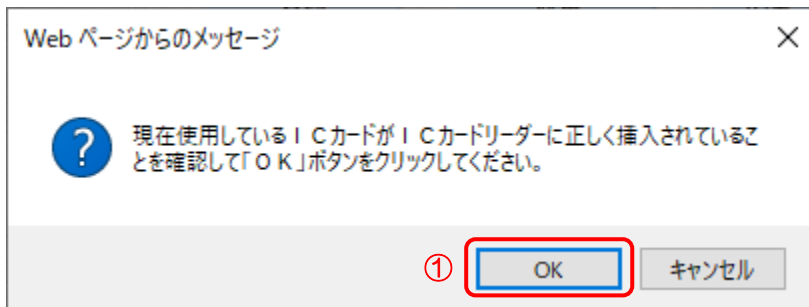 Web ページからのメッセージ
現在使用しているＩＣカードがＩＣカードリーダーに正しく挿入されているこ
とを確認して「ＯＫ」ボタンをクリックしてください。
① OK キャンセル